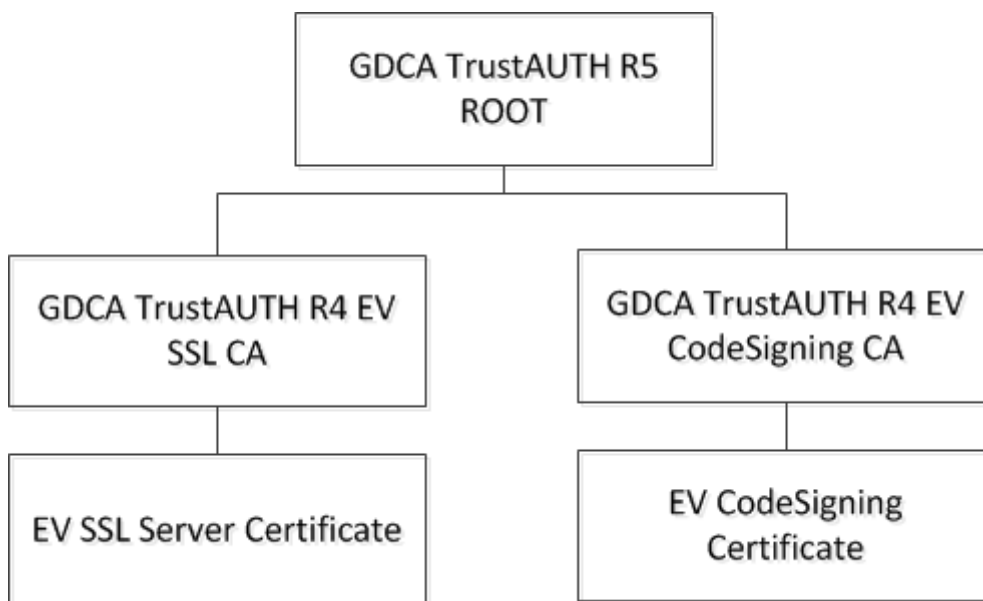 GDCA TrustAUTH R5
ROOT
GDCA TrustAUTH R4 EV
SSL CA
GDCA TrustAUTH R4 EV
CodeSigning CA
EV SSL Server Certificate
EV CodeSigning
Certificate